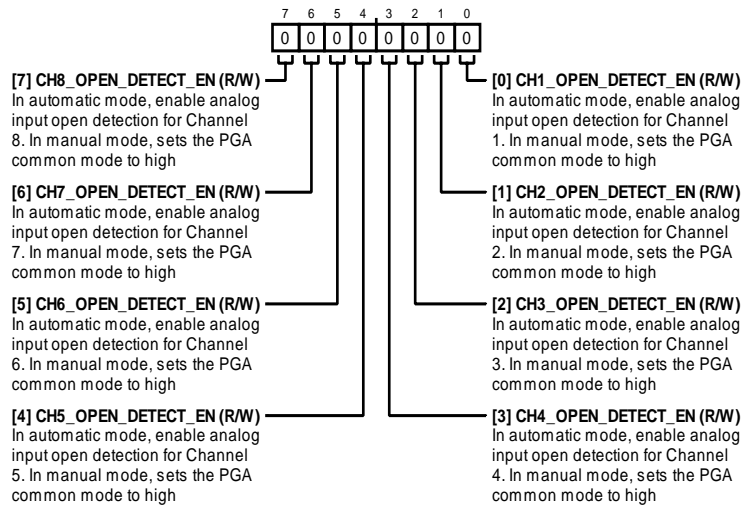 7 6 5 4 3 2 1 0
0 0 0 0 0 0 0 0
[7] CH8_OPEN_DETECT_EN (R/W)
In automatic mode, enable analog
input open detection for Channel
8. In manual mode, sets the PGA
common mode to high
[6] CH7_OPEN_DETECT_EN (R/W)
In automatic mode, enable analog
input open detection for Channel
7. In manual mode, sets the PGA
common mode to high
[5] CH6_OPEN_DETECT_EN (R/W)
In automatic mode, enable analog
input open detection for Channel
6. In manual mode, sets the PGA
common mode to high
[4] CH5_OPEN_DETECT_EN (R/W)
In automatic mode, enable analog
input open detection for Channel
5. In manual mode, sets the PGA
common mode to high
[0] CH1_OPEN_DETECT_EN (R/W)
In automatic mode, enable analog
input open detection for Channel
1. In manual mode, sets the PGA
common mode to high
[1] CH2_OPEN_DETECT_EN (R/W)
In automatic mode, enable analog
input open detection for Channel
2. In manual mode, sets the PGA
common mode to high
[2] CH3_OPEN_DETECT_EN (R/W)
In automatic mode, enable analog
input open detection for Channel
3. In manual mode, sets the PGA
common mode to high
[3] CH4_OPEN_DETECT_EN (R/W)
In automatic mode, enable analog
input open detection for Channel
4. In manual mode, sets the PGA
common mode to high